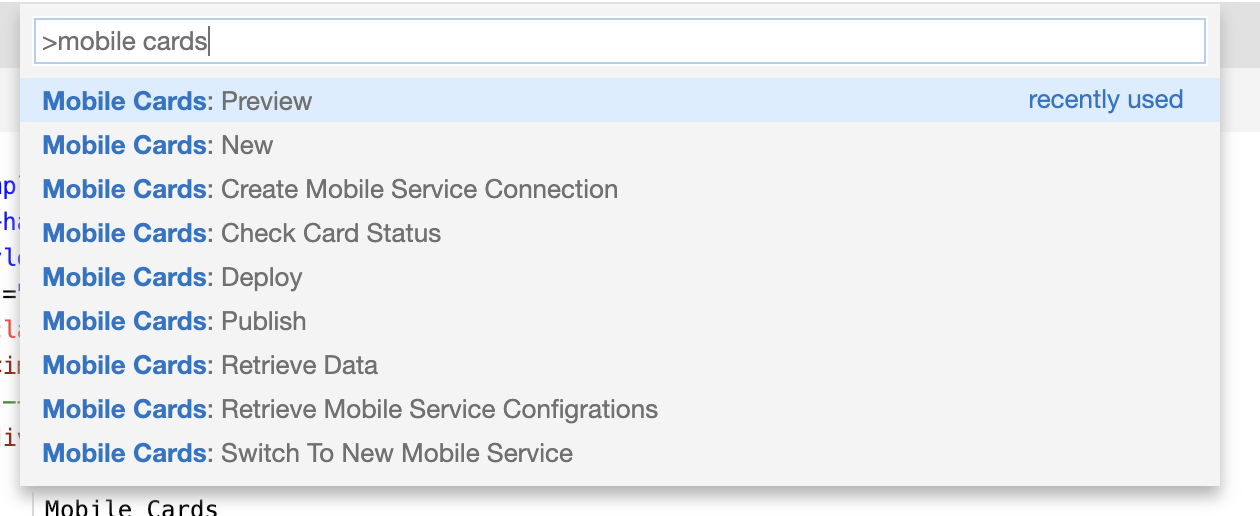 >mobile cards
Mobile Cards: Preview recently used
Mobile Cards: New
Mobile Cards: Create Mobile Service Connection
Mobile Cards: Check Card Status
Mobile Cards: Deploy
Mobile Cards: Publish
Mobile Cards: Retrieve Data
Mobile Cards: Retrieve Mobile Service Configrations
Mobile Cards: Switch To New Mobile Service
Mobile Cards